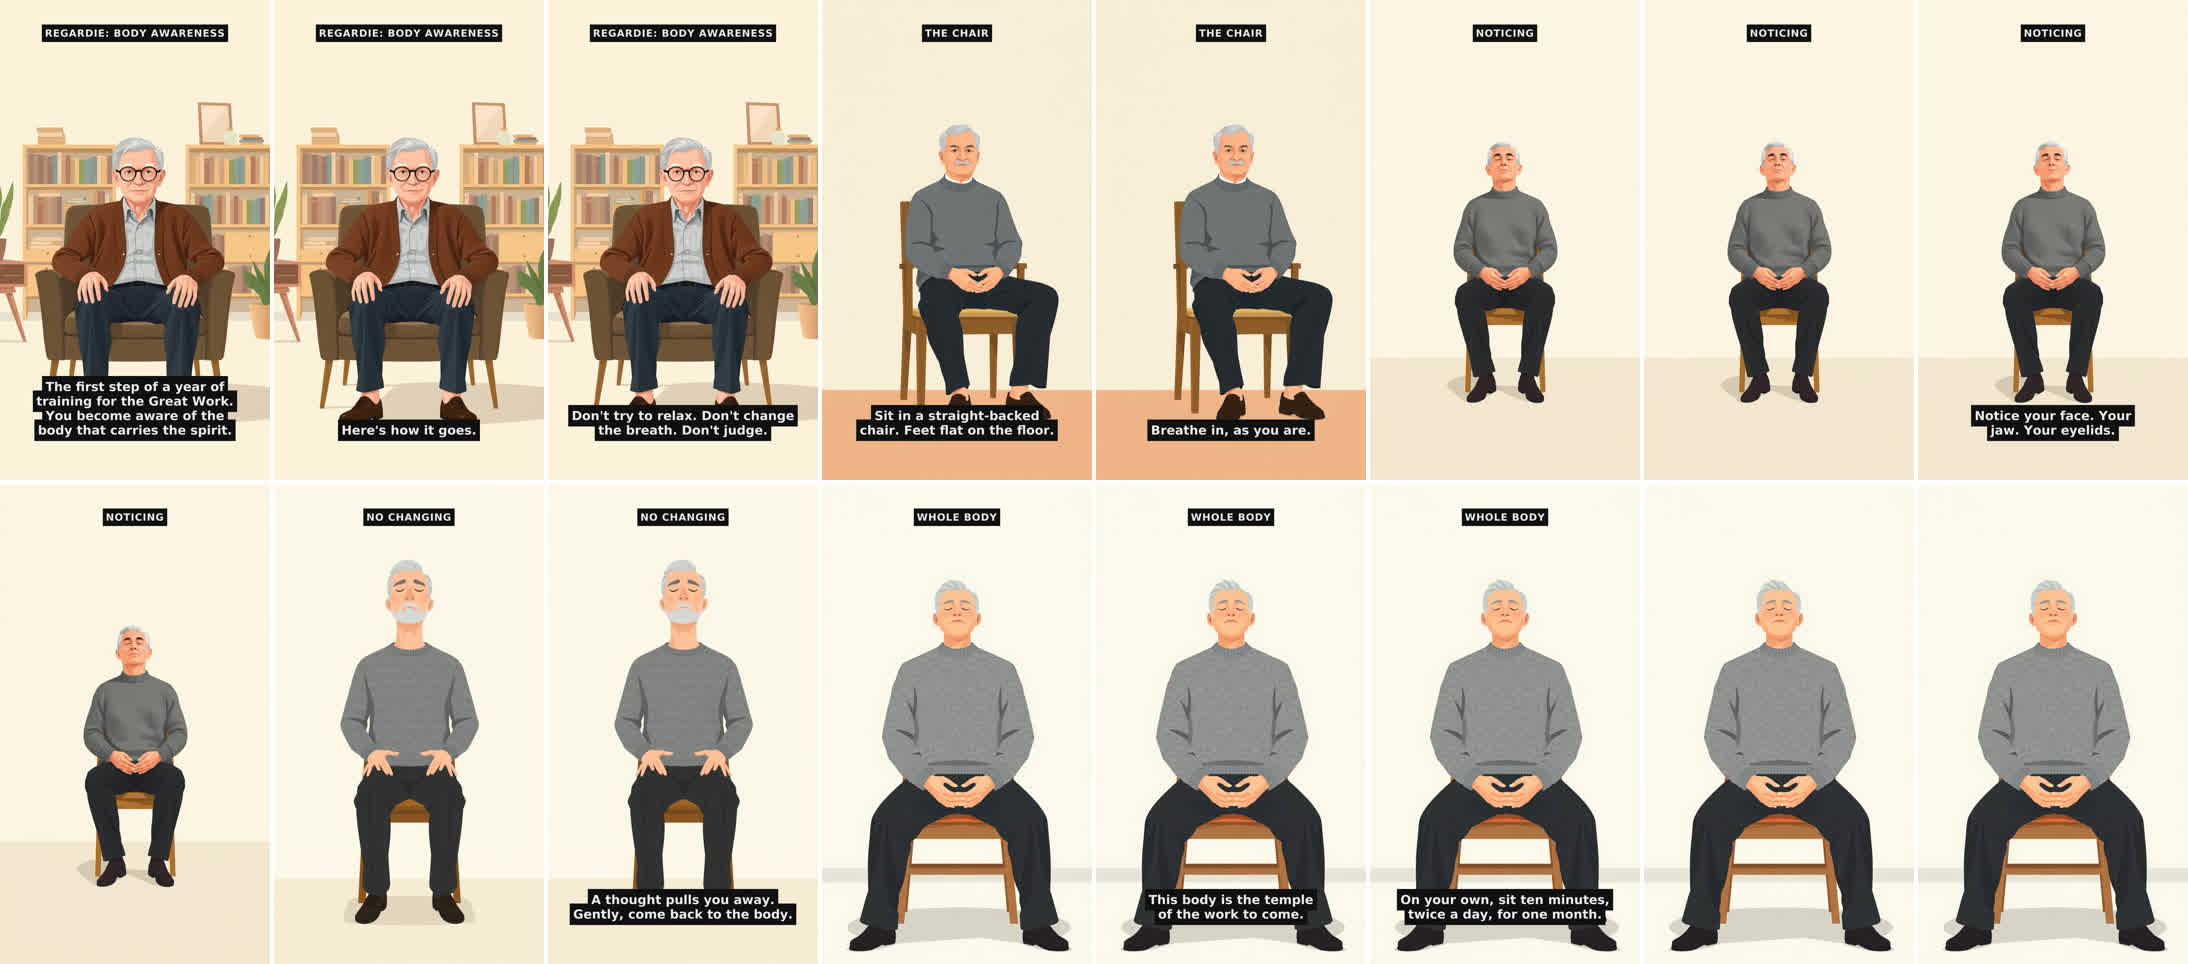 REGARDIE: BODY AWARENESS
The first step of a year of
training for the Great Work.
You become aware of the
body that carries the spirit.
REGARDIE: BODY AWARENESS
Here's how it goes.
REGARDIE: BODY AWARENESS
Don't try to relax. Don't change
the breath. Don't judge.
THE CHAIR
Sit in a straight-backed
chair. Feet flat on the floor.
THE CHAIR
Breathe in, as you are.
NOTICING
NOTICING
NOTICING
Notice your face. Your
jaw. Your eyelids.
NOTICING
NO CHANGING
NO CHANGING
A thought pulls you away.
Gently, come back to the body.
WHOLE BODY
WHOLE BODY
This body is the temple
of the work to come.
WHOLE BODY
On your own, sit ten minutes,
twice a day, for one month.